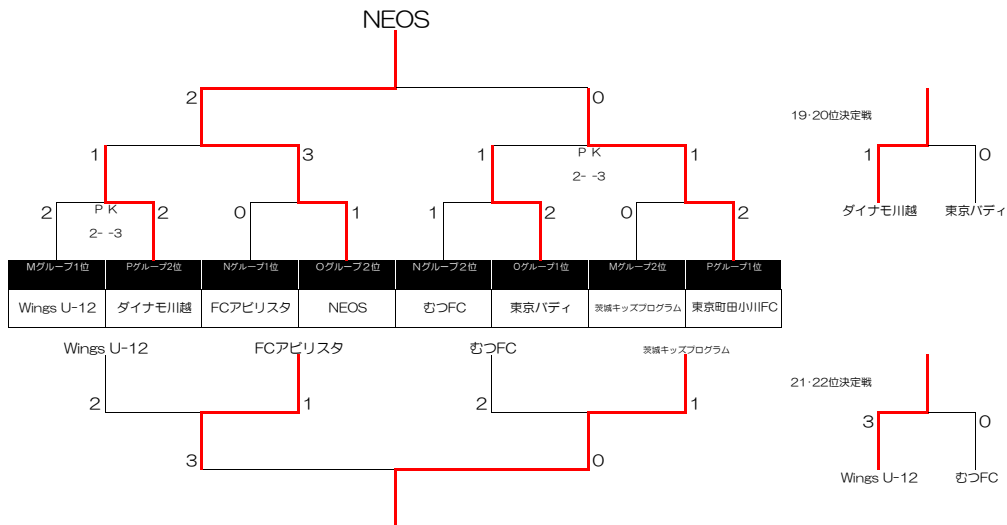 NEOS
2 0
19・20位決定戦
1 3 1 PK 1 1 0
2- -3
2 PK 2 0 1 1 2 0 2 ダイナモ川越 東京バディ
2- -3
Mグループ1位 Pグループ2位 Nグループ1位 Oグループ2位 Nグループ2位 Oグループ1位 Mグループ2位 Pグループ1位
Wings U-12 ダイナモ川越 FCアビリスタ NEOS むつFC 東京バディ 茨城キッズプログラム 東京町田小川FC
Wings U-12 FCアビリスタ むつFC 茨城キッズプログラム
21・22位決定戦
2 1 2 1 3 0
3 0
Wings U-12 むつFC